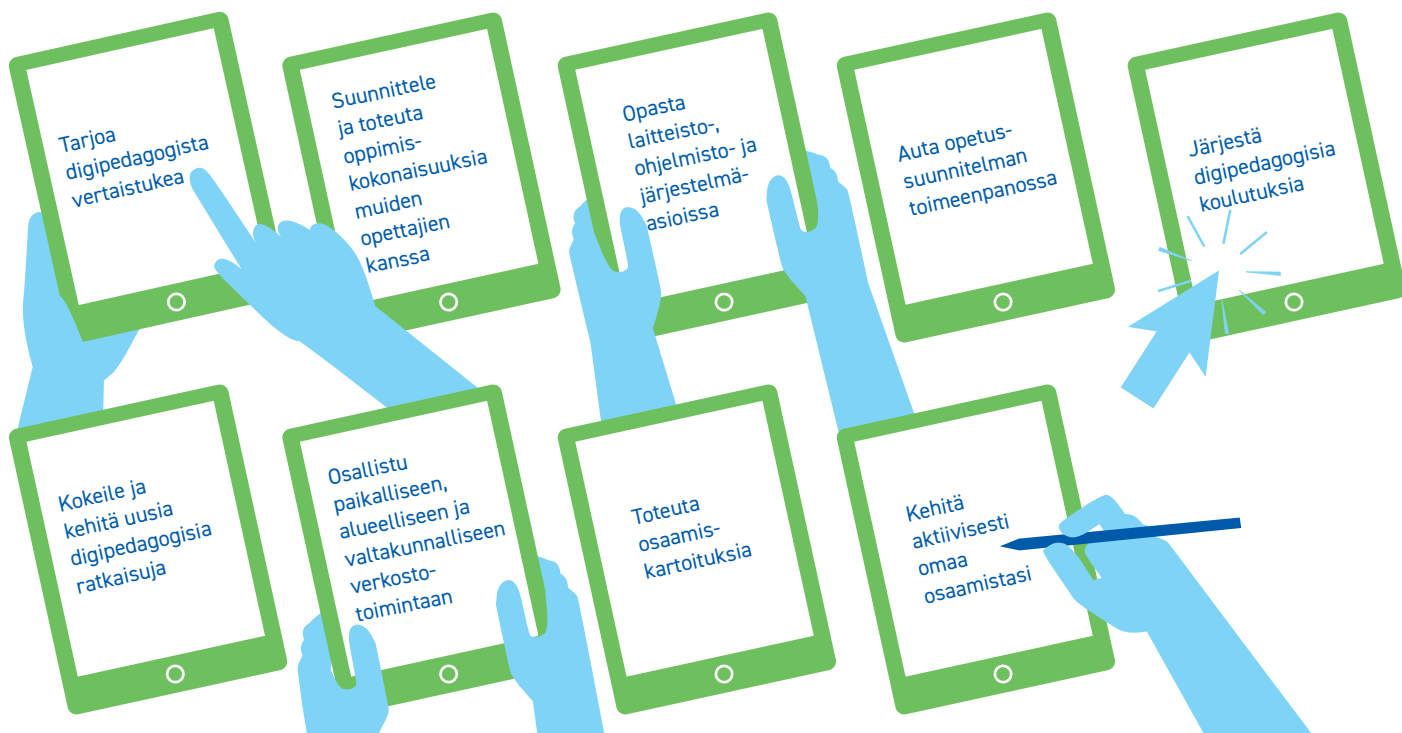 Tarjoa
digipedagogista
vertaistukea
Suunnittele
ja toteuta
oppimis-
kokonaisuuksia
muiden
opettajien
kanssa
Opasta
laitteisto-,
ohjelmisto- ja
järjestelmä-
asioissa
Auta opetus-
suunnitelman
toimeenpanossa
Järjestä
digipedagogisia
koulutuksia
Kokeile ja
kehitä uusia
digipedagogisia
ratkaisuja
Osallistu
paikalliseen,
alueelliseen ja
valtakunnalliseen
verkosto-
toimintaan
Toteuta
osaamis-
kartoituksia
Kehitä
aktiivisesti
omaa
osaamistasi